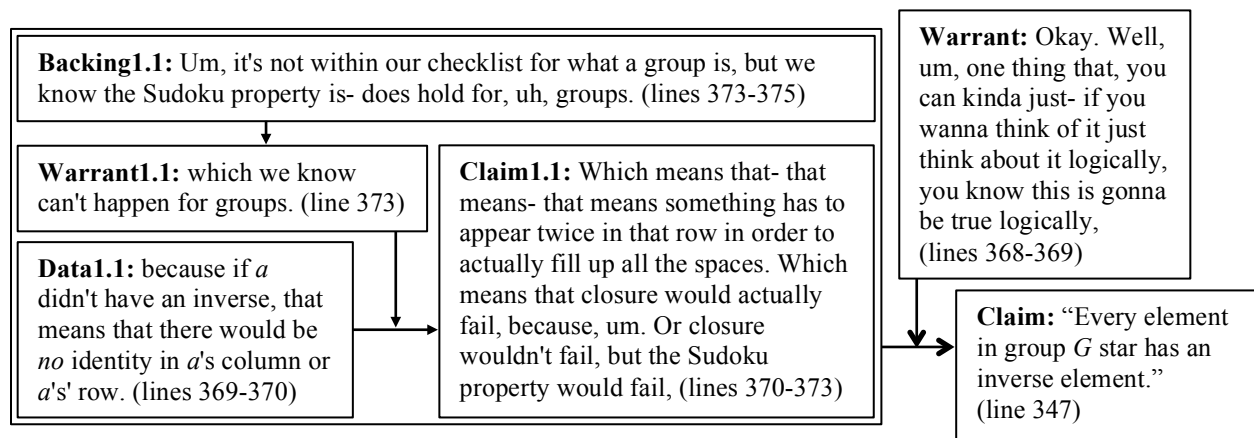 Backing1.1: Um, it's not within our checklist for what a group is, but we
know the Sudoku property is- does hold for, uh, groups. (lines 373-375)
Warrant1.1: which we know
can't happen for groups. (line 373)
Data1.1: because if a
didn't have an inverse, that
means that there would be
no identity in a's column or
a's' row. (lines 369-370)
Claim1.1: Which means that- that
means- that means something has to
appear twice in that row in order to
actually fill up all the spaces. Which
means that closure would actually
fail, because, um. Or closure
wouldn't fail, but the Sudoku
property would fail, (lines 370-373)
Warrant: Okay. Well,
um, one thing that, you
can kinda just- if you
wanna think of it just
think about it logically,
you know this is gonna
be true logically,
(lines 368-369)
Claim: “Every element
in group G star has an
inverse element.”
(line 347)